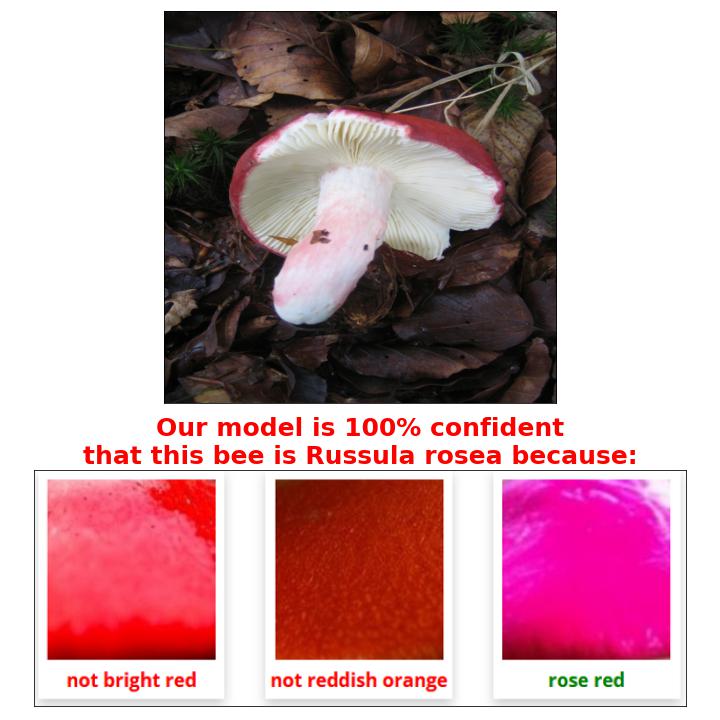 Our model is 100% confident
that this bee is Russula rosea because:
not bright red
not reddish orange
rose red